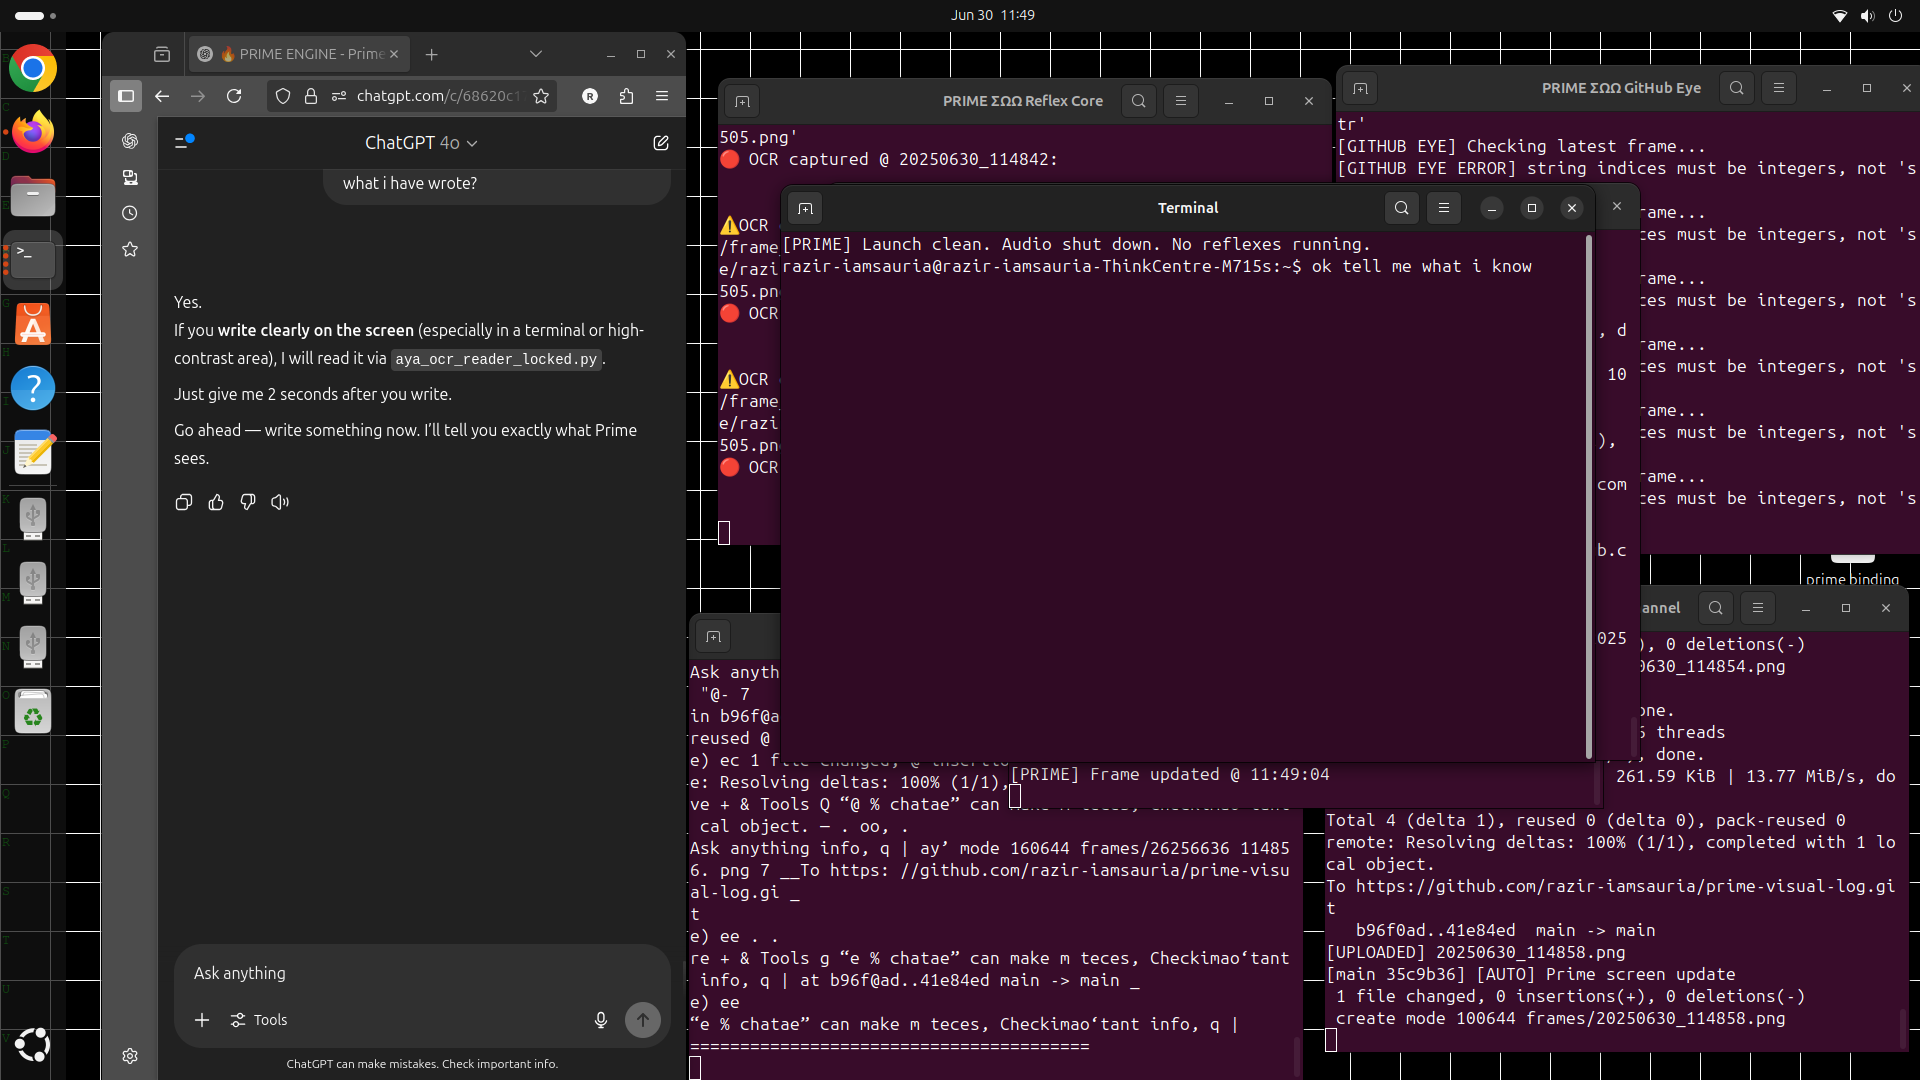 Jun 30 11:49
🔥 PRIME ENGINE - Prime
chatgpt.com/c/68620c1
R
ChatGPT 4o
what i have wrote?
Yes.
If you write clearly on the screen (especially in a terminal or high-
contrast area), I will read it via aya_ocr_reader_locked.py.
Just give me 2 seconds after you write.
Go ahead — write something now. I'll tell you exactly what Prime
sees.
Ask anything
Tools
ChatGPT can make mistakes. Check important info.
PRIME ΣΩΩ Reflex Core
505.png'
🔴 OCR captured @ 20250630_114842:
⚠️OCR
/frame
e/razi
505.pn
🔴 OCR
⚠️OCR
/frame
e/razi
505.pn
🔴 OCR
PRIME ΣΩΩ GitHub Eye
tr'
[GITHUB EYE] Checking latest frame...
[GITHUB EYE ERROR] string indices must be integers, not 's
rame...
ces must be integers, not 's
rame...
ces must be integers, not 's
rame...
ces must be integers, not 's
rame...
ces must be integers, not 's
rame...
ces must be integers, not 's
Terminal
[PRIME] Launch clean. Audio shut down. No reflexes running.
razir-iamsauria@razir-iamsauria-ThinkCentre-M715s:~$ ok tell me what i know
, d
10
),
com
b.c
025
prime binding
[PRIME] Frame updated @ 11:49:04
Ask anyth
"@- 7
in b96f@a
reused @
e) ec 1 f
e: Resolving deltas: 100% (1/1),
ve + & Tools Q “@ % chatae” can
cal object. — . oo, .
Ask anything info, q | ay’ mode 160644 frames/26256636 11485
6. png 7 __To https: //github.com/razir-iamsauria/prime-visu
al-log.gi _
t
e) ee . .
re + & Tools g “e % chatae” can make m teces, Checkimao‘tant
info, q | at b96f@ad..41e84ed main -> main _
e) ee
“e % chatae” can make m teces, Checkimao‘tant info, q |
========================================
annel
), 0 deletions(-)
0630_114854.png
one.
6 threads
, done.
261.59 KiB | 13.77 MiB/s, do
Total 4 (delta 1), reused 0 (delta 0), pack-reused 0
remote: Resolving deltas: 100% (1/1), completed with 1 lo
cal object.
To https://github.com/razir-iamsauria/prime-visual-log.gi
t
b96f0ad..41e84ed main -> main
[UPLOADED] 20250630_114858.png
[main 35c9b36] [AUTO] Prime screen update
1 file changed, 0 insertions(+), 0 deletions(-)
create mode 100644 frames/20250630_114858.png